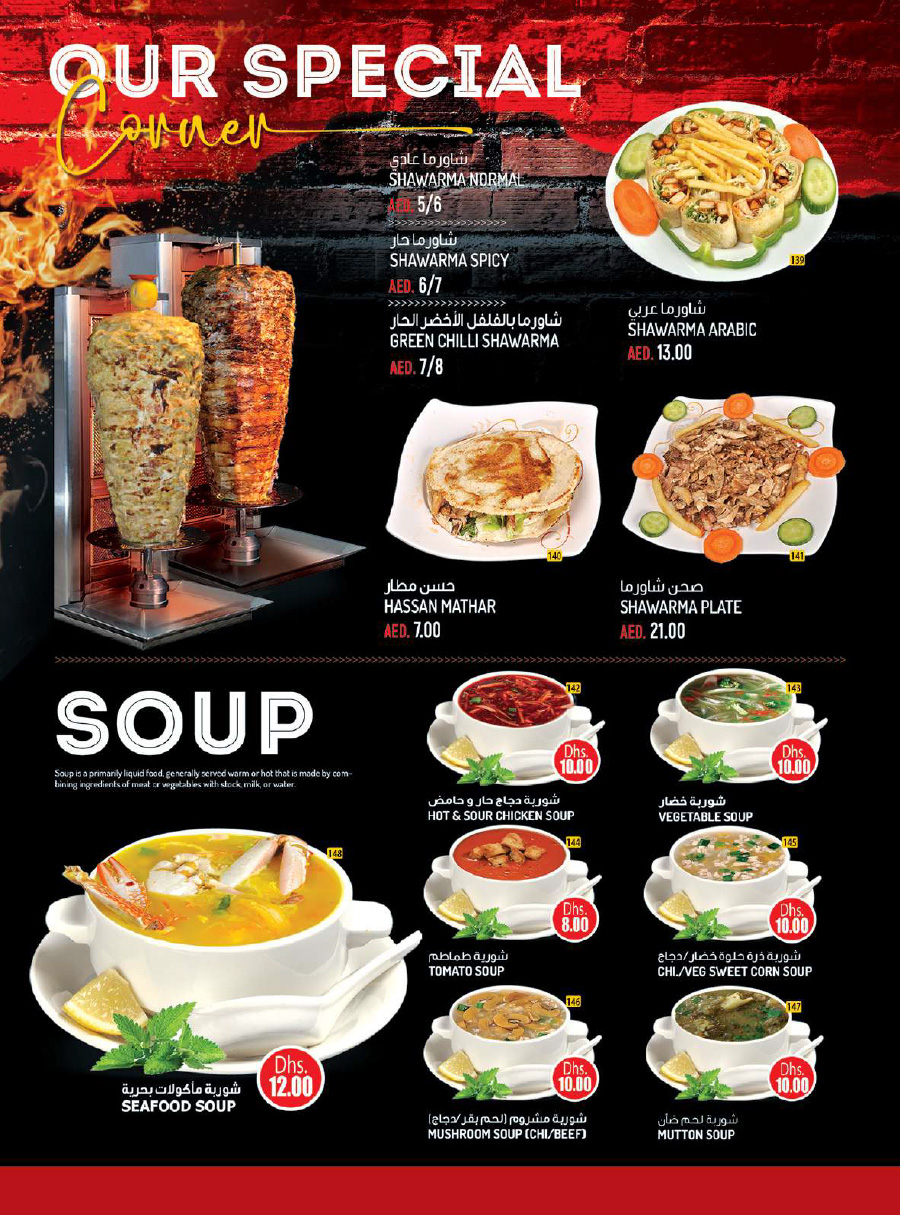 OUR SPECIAL
Corner
شاورما عادي
SHAWARMA NORMAL
AED. 5/6
>>>>>>>>>>>>>>>>>>>
شاورما حار
SHAWARMA SPICY
AED. 6/7
>>>>>>>>>>>>>>>>>>>
شاورما بالفلفل الأخضر الحار
GREEN CHILLI SHAWARMA
AED. 7/8
139
شاورما عربي
SHAWARMA ARABIC
AED. 13.00
140
حسن مطار
HASSAN MATHAR
AED. 7.00
141
صحن شاورما
SHAWARMA PLATE
AED. 21.00
SOUP
Soup is a primarily liquid food, generally served warm or hot that is made by com-
bining ingredients of meat or vegetables with stock, milk, or water.
142
Dhs.
10.00
شوربة دجاج حار و حامض
HOT & SOUR CHICKEN SOUP
143
Dhs.
10.00
شوربة خضار
VEGETABLE SOUP
144
Dhs.
8.00
شوربة طماطم
TOMATO SOUP
145
Dhs.
10.00
شوربة ذرة حلوة خضار/دجاج
CHI./VEG SWEET CORN SOUP
146
Dhs.
10.00
شوربة مشروم (لحم بقر/دجاج)
MUSHROOM SOUP (CHI/BEEF)
147
Dhs.
10.00
شوربة لحم ضأن
MUTTON SOUP
148
Dhs.
12.00
شوربة مأكولات بحرية
SEAFOOD SOUP